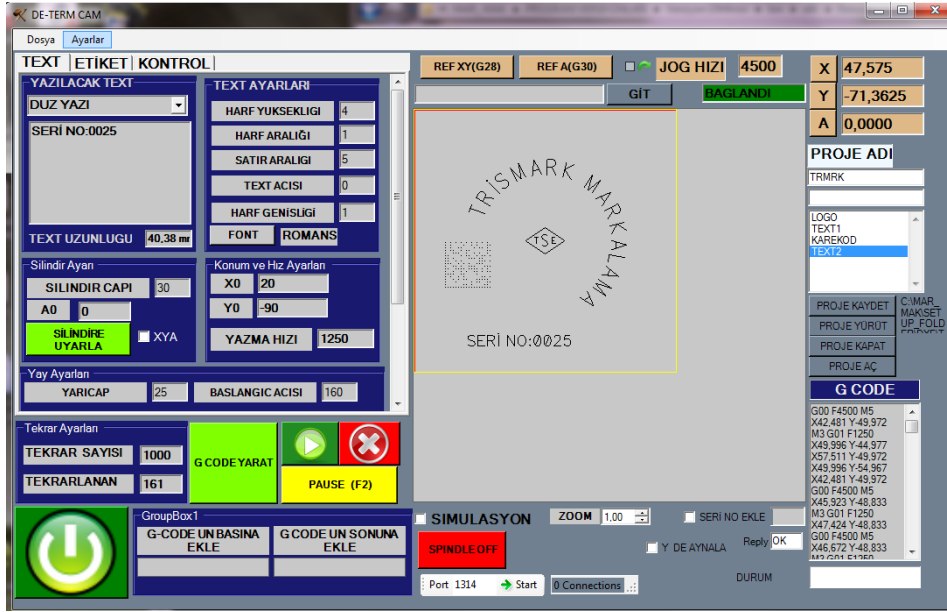 DE-TERM CAM
Dosya Ayarlar
TEXT ETİKET KONTROL
YAZILACAK TEXT
DUZ YAZI
SERİ NO:0025
TEXT UZUNLUGU 40,38 mr
TEXT AYARLARI
HARF YUKSEKLIGI 4
HARF ARALIĞI 1
SATIR ARALIGI 5
TEXT ACISI 0
HARF GENİSLİGİ 1
FONT ROMANS
Silindir Ayarı
SILINDIR CAPI 30
A0 0
SİLİNDİRE UYARLA XYA
Konum ve Hız Ayarları
X0 20
Y0 -90
YAZMA HIZI 1250
Yay Ayarları
YARICAP 25 BASLANGIC ACISI 160
Tekrar Ayarları
TEKRAR SAYISI 1000
TEKRARLANAN 161
G CODE YARAT
PAUSE (F2)
GroupBox1
G-CODE UN BASINA EKLE
G CODE UN SONUNA EKLE
REF XY(G28) REF A(G30) JOG HIZI 4500
GİT BAGLANDI
TRİSMARK MARKALAMA
TSE
SERİ NO:0025
SIMULASYON ZOOM 1,00 SERİ NO EKLE
SPINDLE OFF Y DE AYNALA Reply OK
Port 1314 Start 0 Connections
DURUM
X 47,575
Y -71,3625
A 0,0000
PROJE ADI
TRMRK
LOGO
TEXT1
KAREKOD
TEXT2
PROJE KAYDET
PROJE YÜRÜT
PROJE KAPAT
PROJE AÇ
C:\MAR_
MAK\SET
UP_FOLD
G CODE
G00 F4500 M5
X42,481 Y-49,972
M3 G01 F1250
X49,996 Y-44,977
X57,511 Y-49,972
X49,996 Y-54,967
X42,481 Y-49,972
G00 F4500 M5
X45,923 Y-48,833
M3 G01 F1250
X47,424 Y-48,833
G00 F4500 M5
X46,672 Y-48,833
M3 G01 F1250